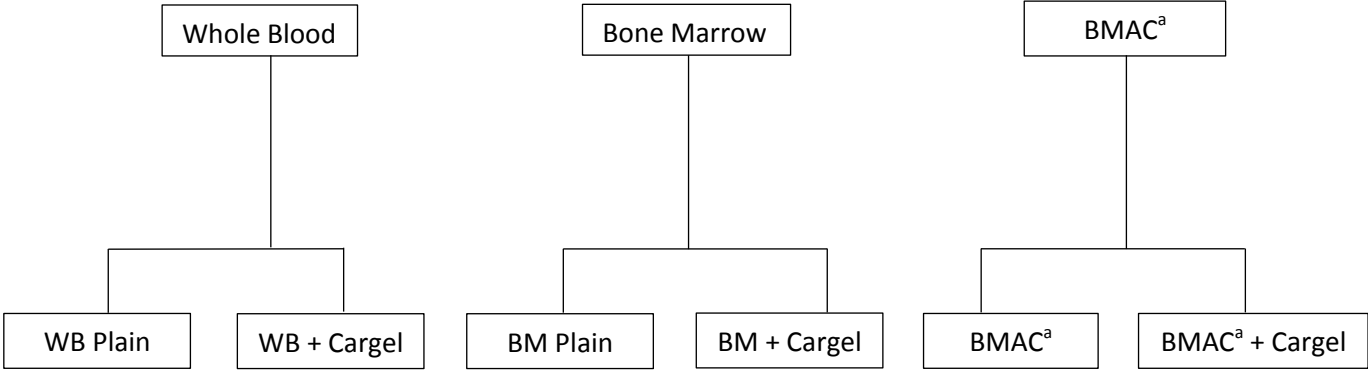 Whole Blood
Bone Marrow
BMACᵃ
WB Plain
WB + Cargel
BM Plain
BM + Cargel
BMACᵃ
BMACᵃ + Cargel